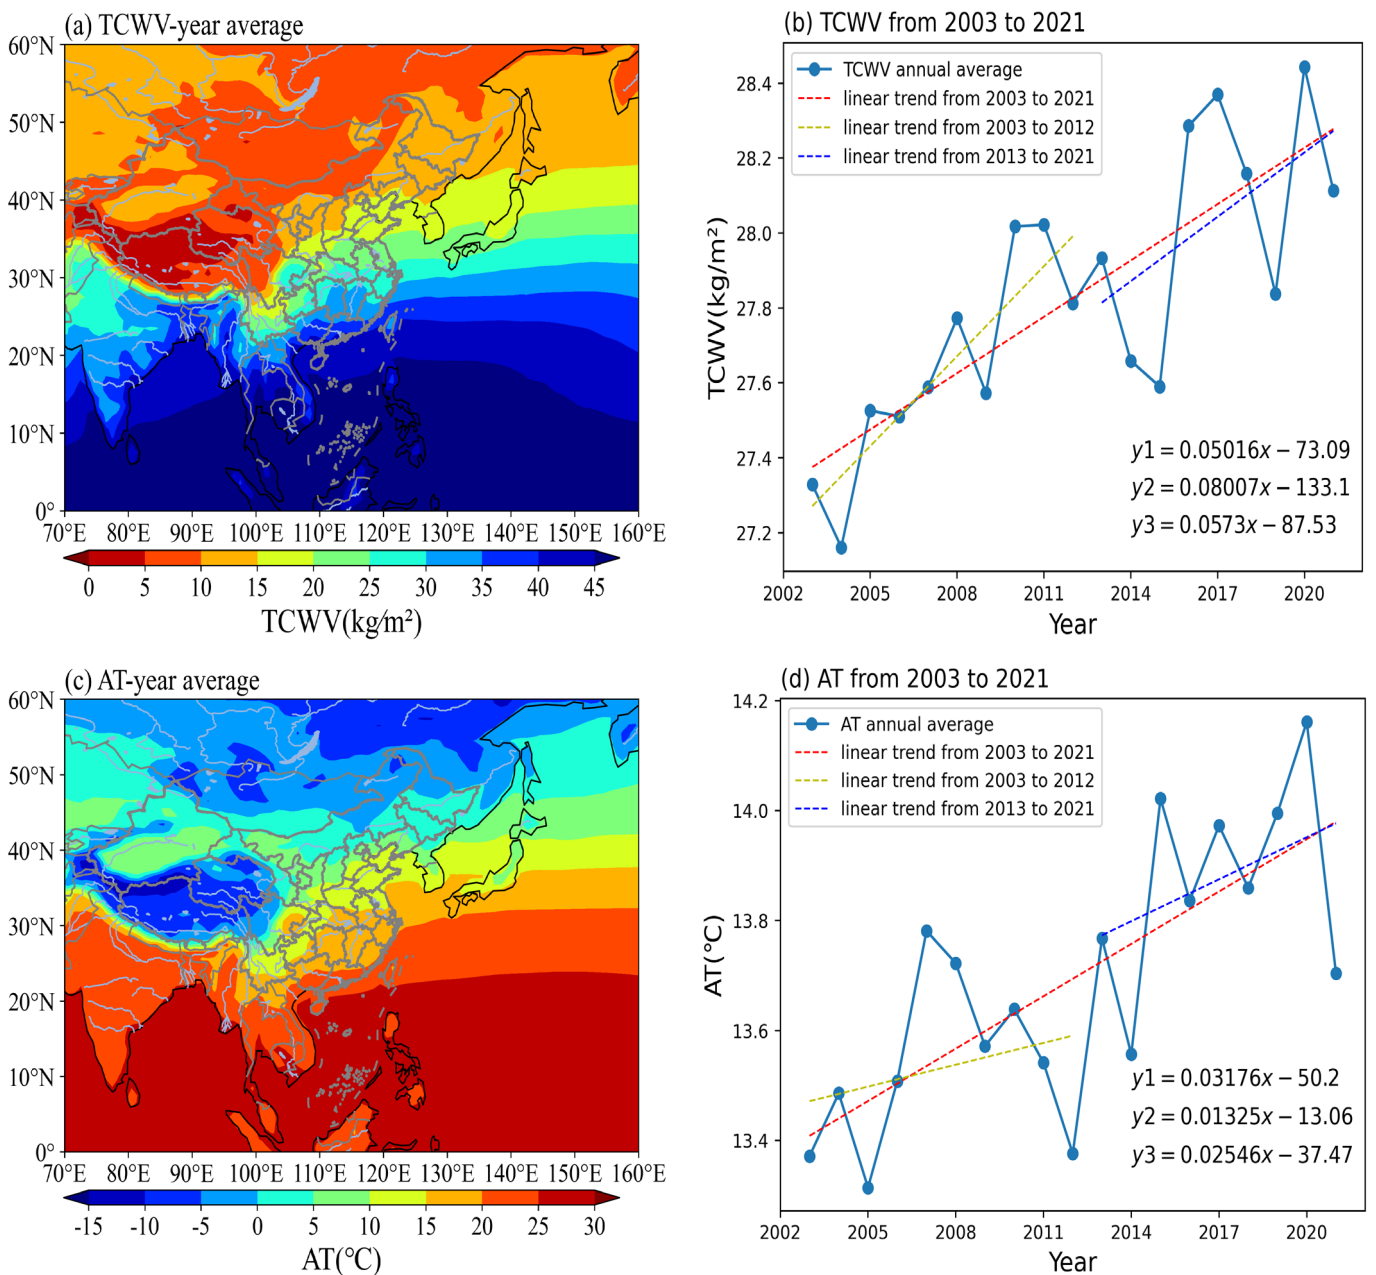 (a) TCWV-year average
60°N
50°N
40°N
30°N
20°N
10°N
0°
70°E 80°E 90°E 100°E 110°E 120°E 130°E 140°E 150°E 160°E
0 5 10 15 20 25 30 35 40 45
TCWV(kg/m²)
(b) TCWV from 2003 to 2021
TCWV annual average
linear trend from 2003 to 2021
linear trend from 2003 to 2012
linear trend from 2013 to 2021
28.4
28.2
28.0
27.8
27.6
27.4
27.2
TCWV(kg/m²)
y1 = 0.05016x − 73.09
y2 = 0.08007x − 133.1
y3 = 0.0573x − 87.53
2002 2005 2008 2011 2014 2017 2020
Year
(c) AT-year average
60°N
50°N
40°N
30°N
20°N
10°N
0°
70°E 80°E 90°E 100°E 110°E 120°E 130°E 140°E 150°E 160°E
-15 -10 -5 0 5 10 15 20 25 30
AT(°C)
(d) AT from 2003 to 2021
AT annual average
linear trend from 2003 to 2021
linear trend from 2003 to 2012
linear trend from 2013 to 2021
14.2
14.0
13.8
13.6
13.4
AT(°C)
y1 = 0.03176x − 50.2
y2 = 0.01325x − 13.06
y3 = 0.02546x − 37.47
2002 2005 2008 2011 2014 2017 2020
Year